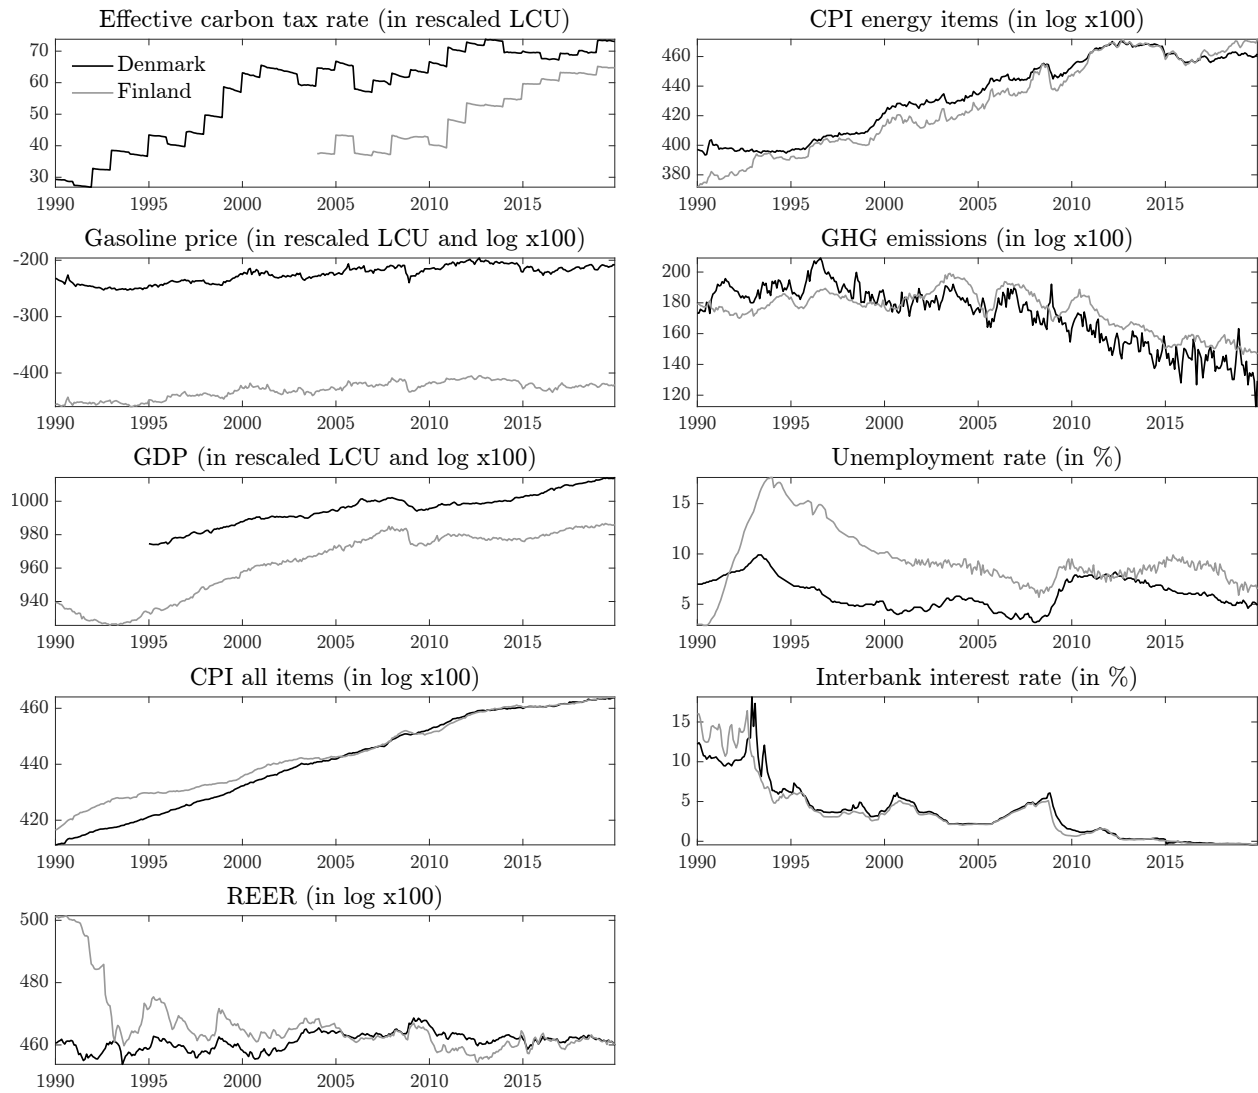 Effective carbon tax rate (in rescaled LCU)
70
60
50
40
30
Denmark
Finland
1990 1995 2000 2005 2010 2015
CPI energy items (in log x100)
460
440
420
400
380
1990 1995 2000 2005 2010 2015
Gasoline price (in rescaled LCU and log x100)
-200
-300
-400
1990 1995 2000 2005 2010 2015
GHG emissions (in log x100)
200
180
160
140
120
1990 1995 2000 2005 2010 2015
GDP (in rescaled LCU and log x100)
1000
980
960
940
1990 1995 2000 2005 2010 2015
Unemployment rate (in %)
15
10
5
1990 1995 2000 2005 2010 2015
CPI all items (in log x100)
460
440
420
1990 1995 2000 2005 2010 2015
Interbank interest rate (in %)
15
10
5
0
1990 1995 2000 2005 2010 2015
REER (in log x100)
500
480
460
1990 1995 2000 2005 2010 2015